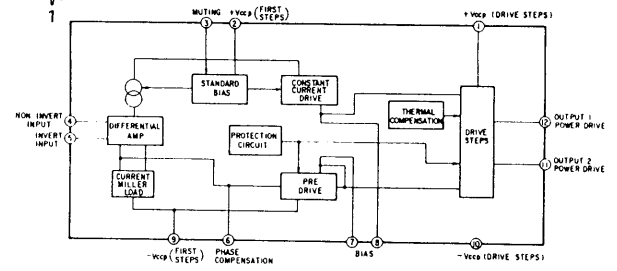 MUTING +Vccp (FIRST STEPS)
+Vccp (DRIVE STEPS)
3 2 1
STANDARD BIAS
CONSTANT CURRENT DRIVE
THERMAL COMPENSATION
NON INVERT INPUT 4
INVERT INPUT 5
DIFFERENTIAL AMP
PROTECTION CIRCUIT
DRIVE STEPS
12 OUTPUT 1 POWER DRIVE
11 OUTPUT 2 POWER DRIVE
CURRENT MILLER LOAD
PRE DRIVE
9 6 7 8 10
-Vccp (FIRST STEPS)
PHASE COMPENSATION
BIAS
-Vccp (DRIVE STEPS)